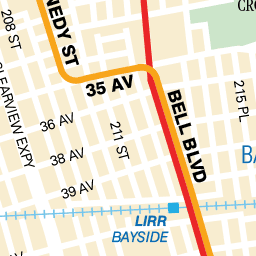 CRO
NEDY ST
208 ST
35 AV
BELL BLVD
215 PL
36 AV
211 ST
CLEARVIEW EXPY
38 AV
BA
39 AV
LIRR
BAYSIDE